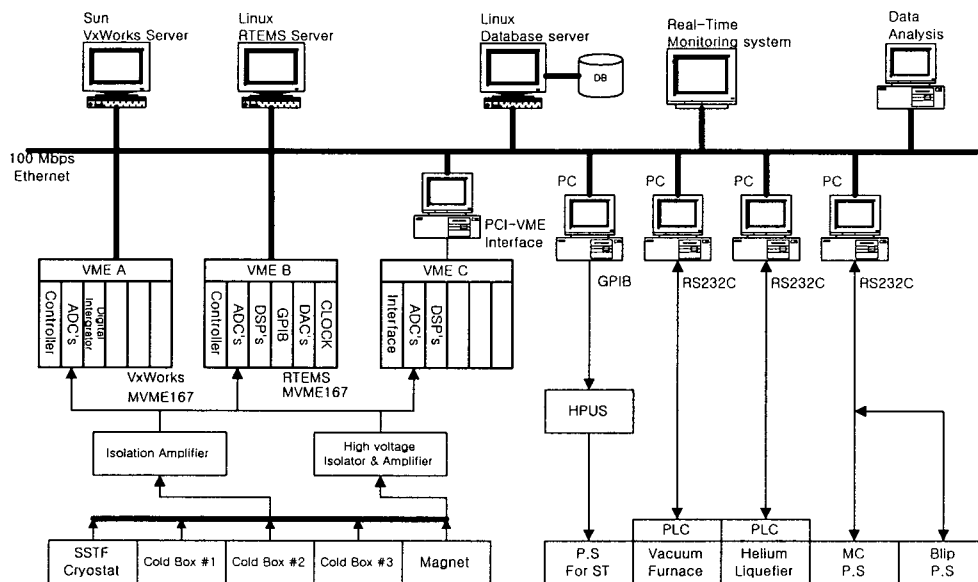 Sun
VxWorks Server
Linux
RTEMS Server
Linux
Database server
DB
Real-Time
Monitoring system
Data
Analysis
100 Mbps
Ethernet
PCI-VME
Interface
PC
PC
PC
PC
GPIB
RS232C
RS232C
RS232C
VME A
Controller
ADC's
Digital
Intergrator
VxWorks
MVME167
VME B
Controller
ADC's
DSP's
GPIB
DAC's
CLOCK
RTEMS
MVME167
VME C
Interface
ADC's
DSP's
HPUS
Isolation Amplifier
High voltage
Isolator & Amplifier
SSTF
Cryostat
Cold Box #1
Cold Box #2
Cold Box #3
Magnet
P.S
For ST
PLC
Vacuum
Furnace
PLC
Helium
Liquefier
MC
P.S
Blip
P.S